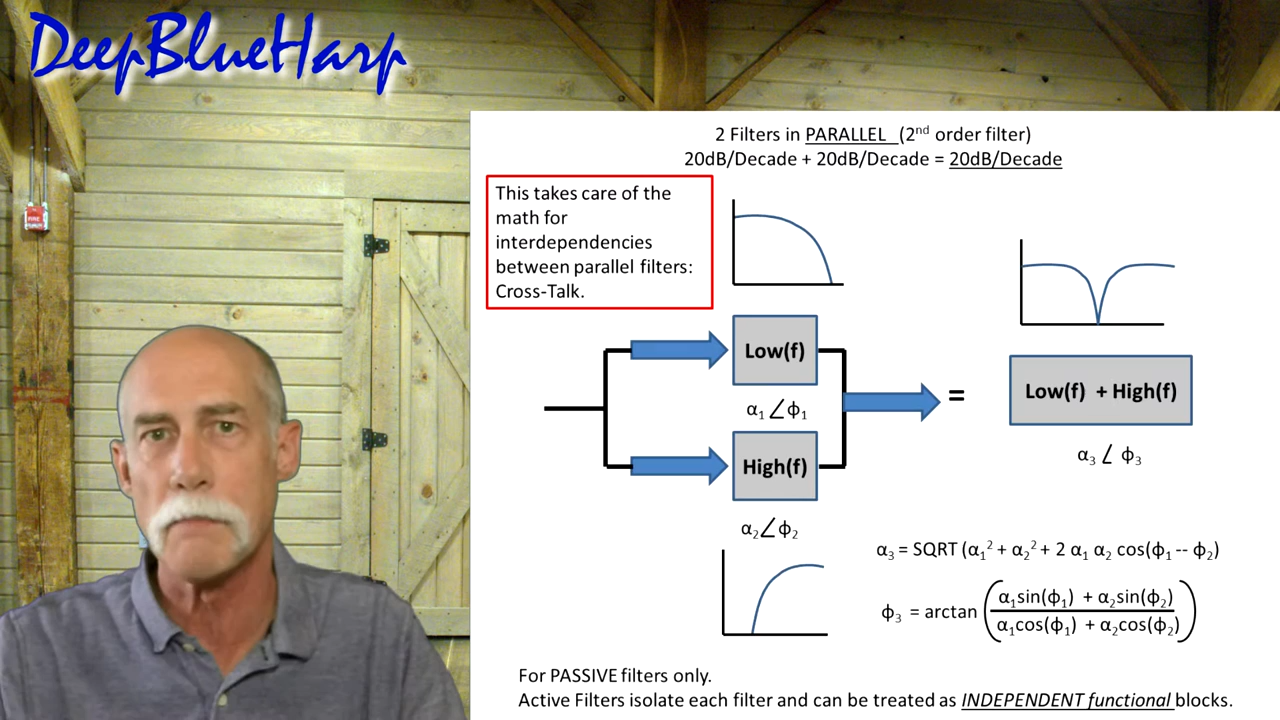 DeepBlueHarp
2 Filters in PARALLEL (2nd order filter)
20dB/Decade + 20dB/Decade = 20dB/Decade
This takes care of the
math for
interdependencies
between parallel filters:
Cross-Talk.
FIRE
Low(f)
α1 ∠ϕ1
High(f)
α2∠ϕ2
=
Low(f) + High(f)
α3 ∠ ϕ3
α3 = SQRT (α1² + α2² + 2 α1 α2 cos(ϕ1 -- ϕ2)
ϕ3 = arctan (α1sin(ϕ1) + α2sin(ϕ2)
α1cos(ϕ1) + α2cos(ϕ2))
For PASSIVE filters only.
Active Filters isolate each filter and can be treated as INDEPENDENT functional blocks.